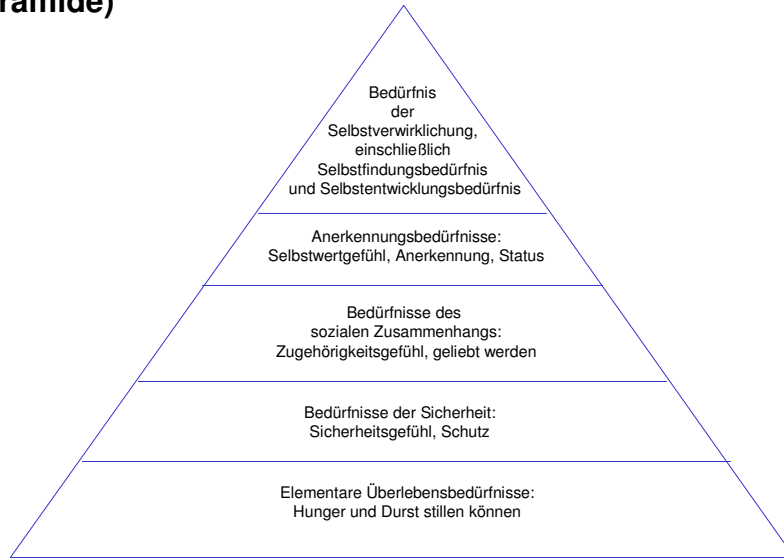 ramide)
Bedürfnis
der
Selbstverwirklichung,
einschließlich
Selbstfindungsbedürfnis
und Selbstentwicklungsbedürfnis
Anerkennungsbedürfnisse:
Selbstwertgefühl, Anerkennung, Status
Bedürfnisse des
sozialen Zusammenhangs:
Zugehörigkeitsgefühl, geliebt werden
Bedürfnisse der Sicherheit:
Sicherheitsgefühl, Schutz
Elementare Überlebensbedürfnisse:
Hunger und Durst stillen können